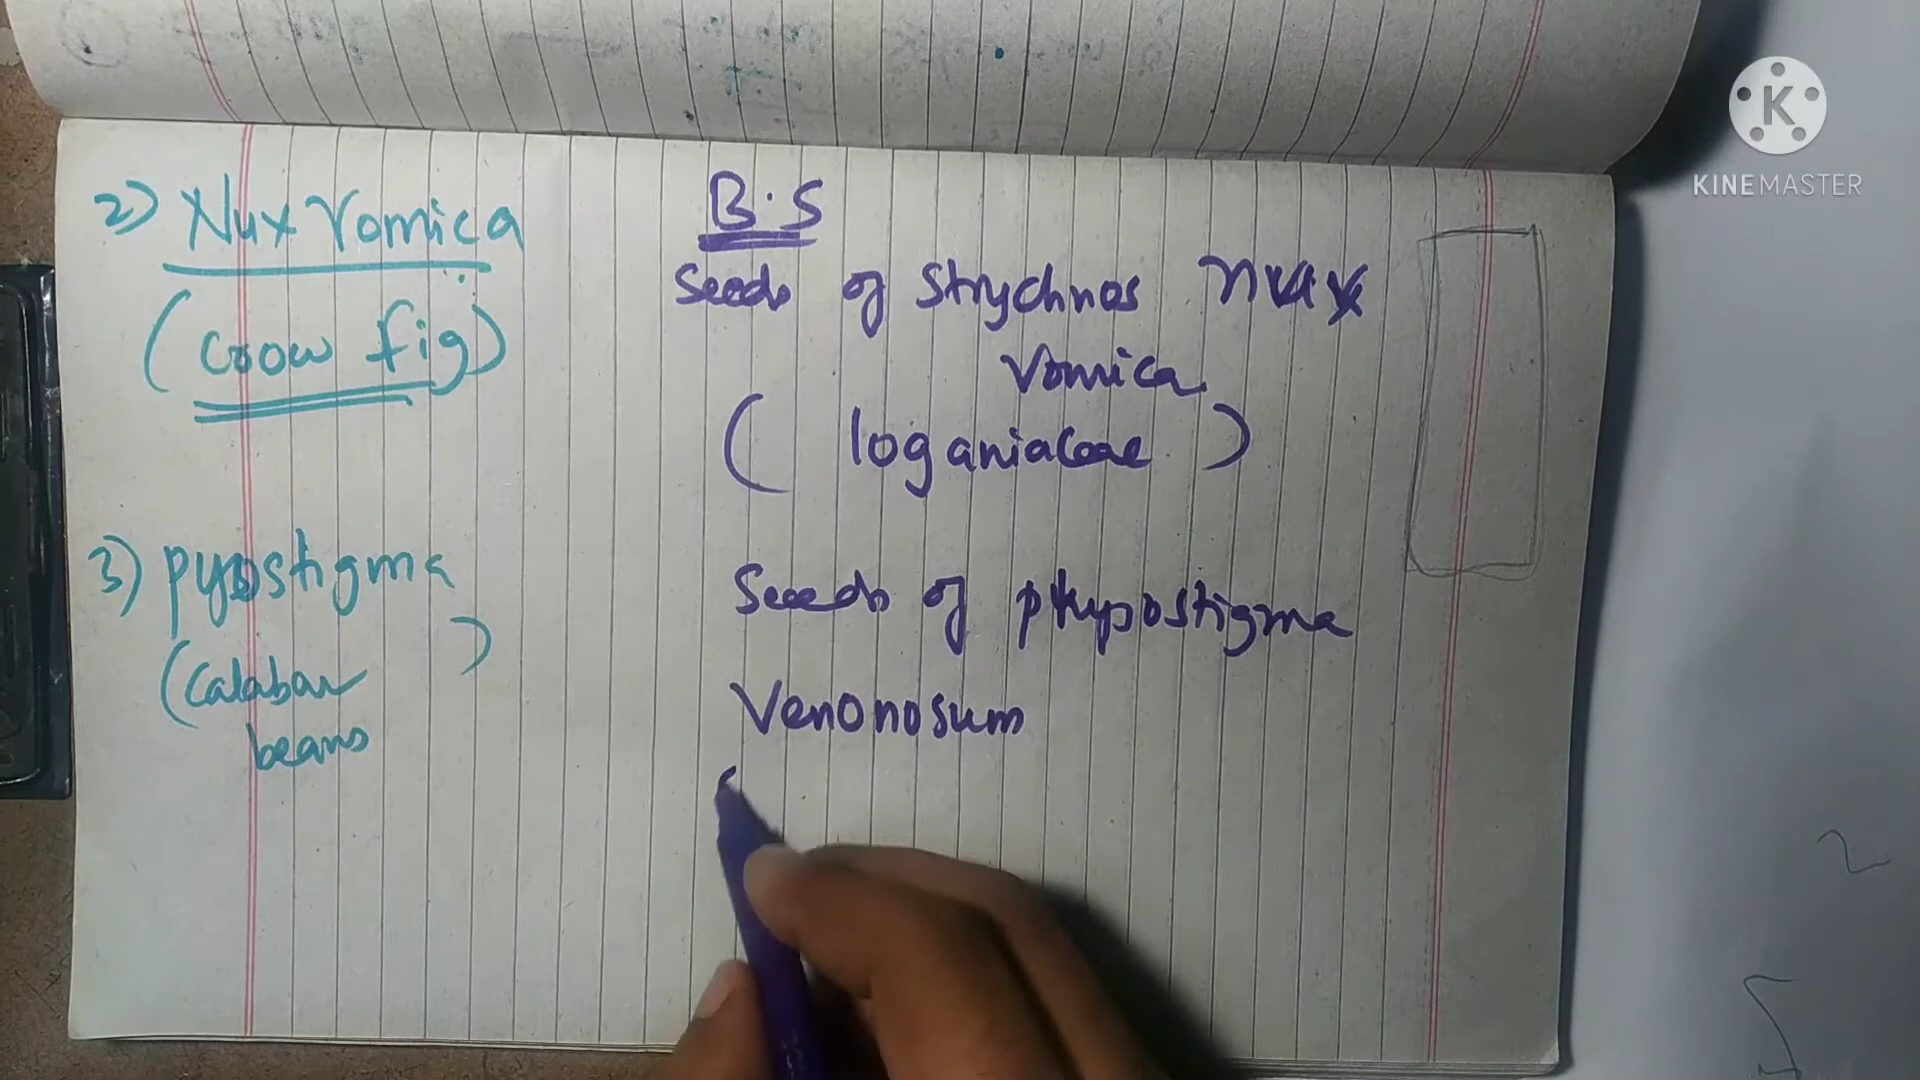 2) Nux Vomica
(Crow fig)
B.S
Seeds of Strychnos nux
Vomica
(loganiaceae)
3) pyostigma
(Calabar
beans)
Seeds of phypostigma
Venonosum
(
K
KINEMASTER